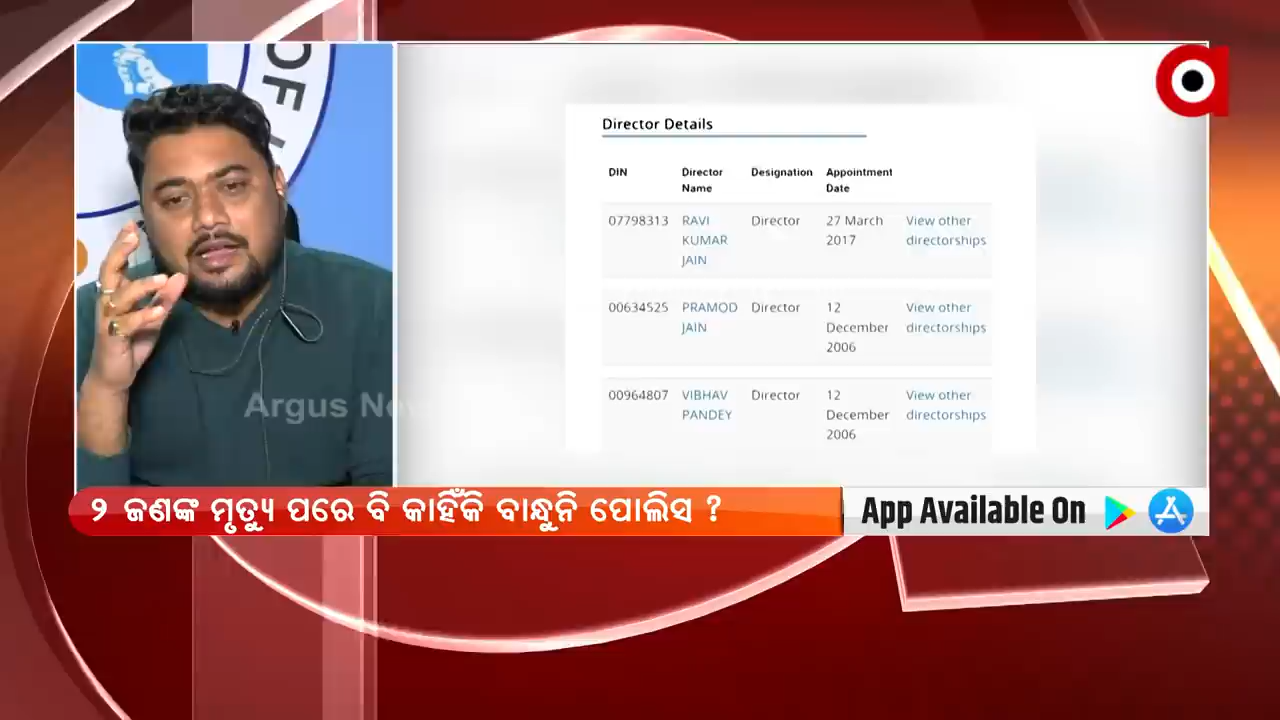 OF
Argus Ne
Director Details
DIN Director Name Designation Appointment Date
07798313 RAVI KUMAR JAIN Director 27 March 2017 View other directorships
00634525 PRAMOD JAIN Director 12 December 2006 View other directorships
00964807 VIBHAV PANDEY Director 12 December 2006 View other directorships
୨ ଜଣଙ୍କ ମୃତ୍ୟୁ ପରେ ବି କାହିଁକି ବାନ୍ଧୁନି ପୋଲିସ ?
App Available On